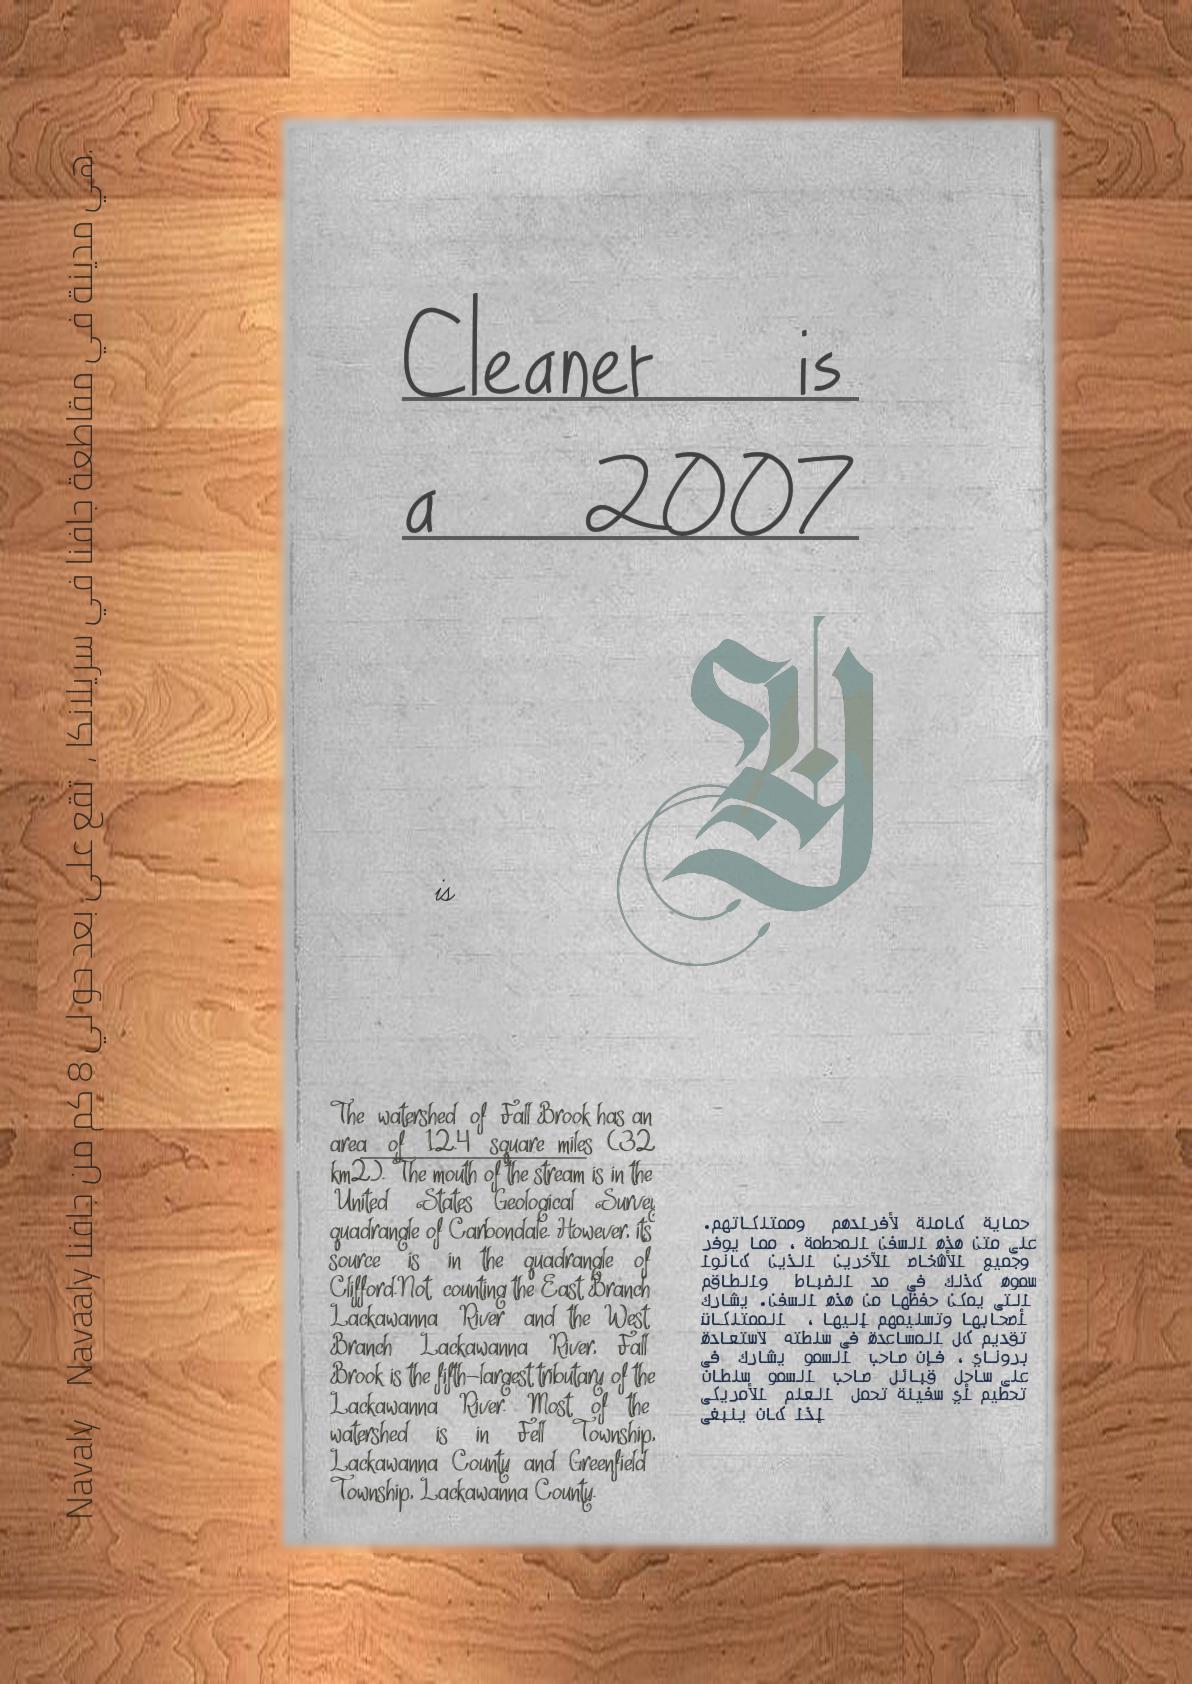 Navaly Navaaly هي مدينة في مقاطعة جافنا في سريلانكا ، تقع على بعد حوالي 8 كم من جافنا.
Cleaner is
a 2007
Y
is
The watershed of Fall Brook has an
area of 12.4 square miles (32
km2). The mouth of the stream is in the
United States Geological Survey
quadrangle of Carbondale. However, its
source is in the quadrangle of
Clifford.Not counting the East Branch
Lackawanna River and the West
Branch Lackawanna River, Fall
Brook is the fifth-largest tributary of the
Lackawanna River. Most of the
watershed is in Fell Township,
Lackawanna County and Greenfield
Township, Lackawanna County.
حماية كاملة لأفرادهم وممتلكاتهم.
على متن هذه السفن المحطمة ، مما يوفر
وجميع الأشخاص الآخرين الذين كانوا
سموه كذلك في مد الضباط والطاقم
التي يمكن حفظها من هذه السفن. يشارك
أصحابها وتسليمهم إليها ، الممتلكات
تقديم كل المساعدة في سلطته لاستعادة
بروناي ، فإن صاحب السمو يشارك في
على ساحل قبائل صاحب السمو سلطان
تحطيم أي سفينة تحمل العلم الأمريكي
إذا كان ينبغي